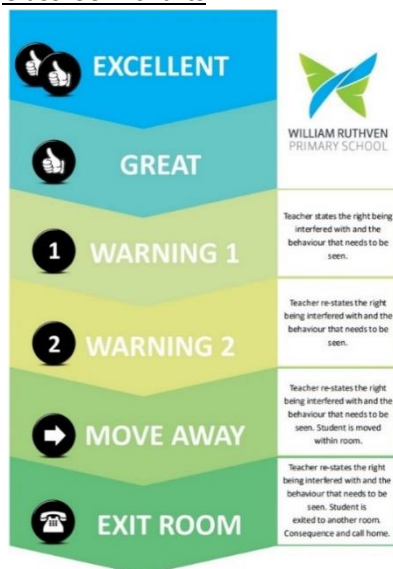 EXCELLENT
WILLIAM RUTHVEN
PRIMARY SCHOOL
GREAT
1 WARNING 1
Teacher states the right being
interfered with and the
behaviour that needs to be
seen.
2 WARNING 2
Teacher re-states the right
being interfered with and the
behaviour that needs to be
seen.
MOVE AWAY
Teacher re-states the right
being interfered with and the
behaviour that needs to be
seen. Student is moved
within room.
EXIT ROOM
Teacher re-states the right
being interfered with and the
behaviour that needs to be
seen. Student is
exited to another room.
Consequence and call home.